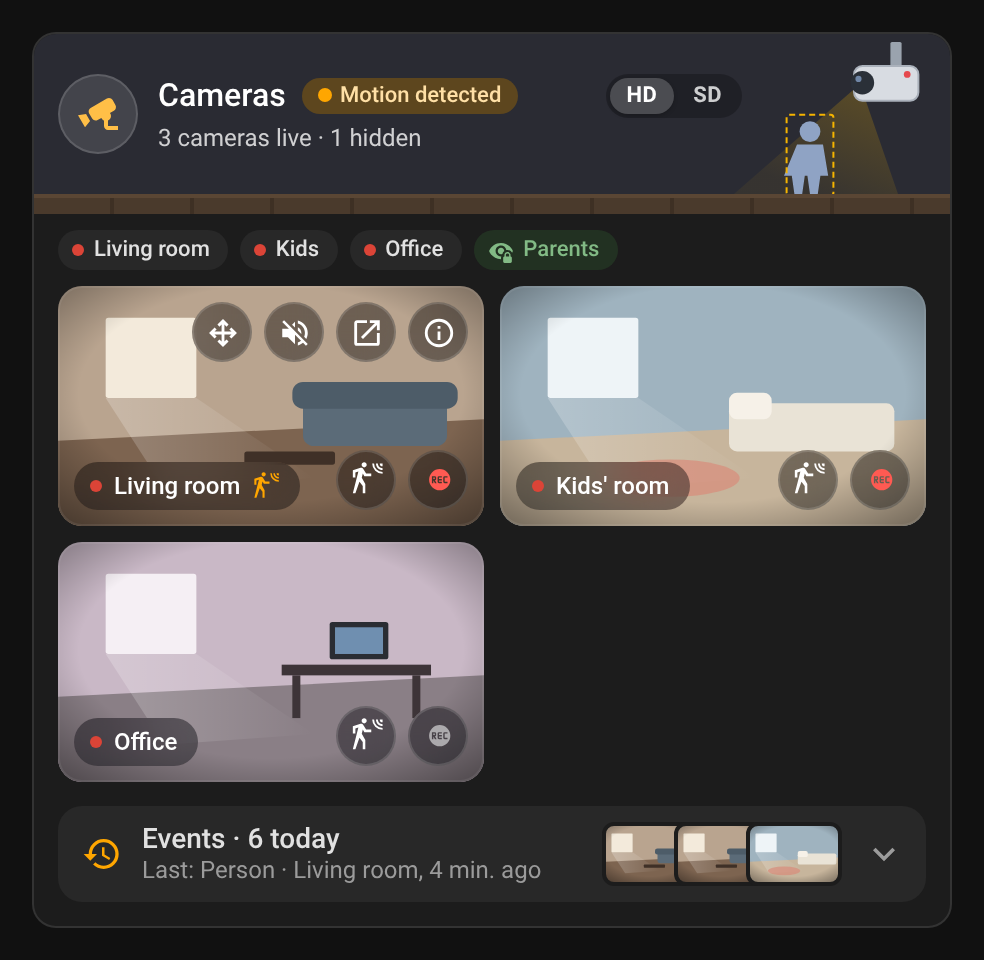 Cameras
Motion detected
HD
SD
3 cameras live · 1 hidden
Living room
Kids
Office
Parents
Living room
REC
Kids' room
REC
Office
REC
Events · 6 today
Last: Person · Living room, 4 min. ago